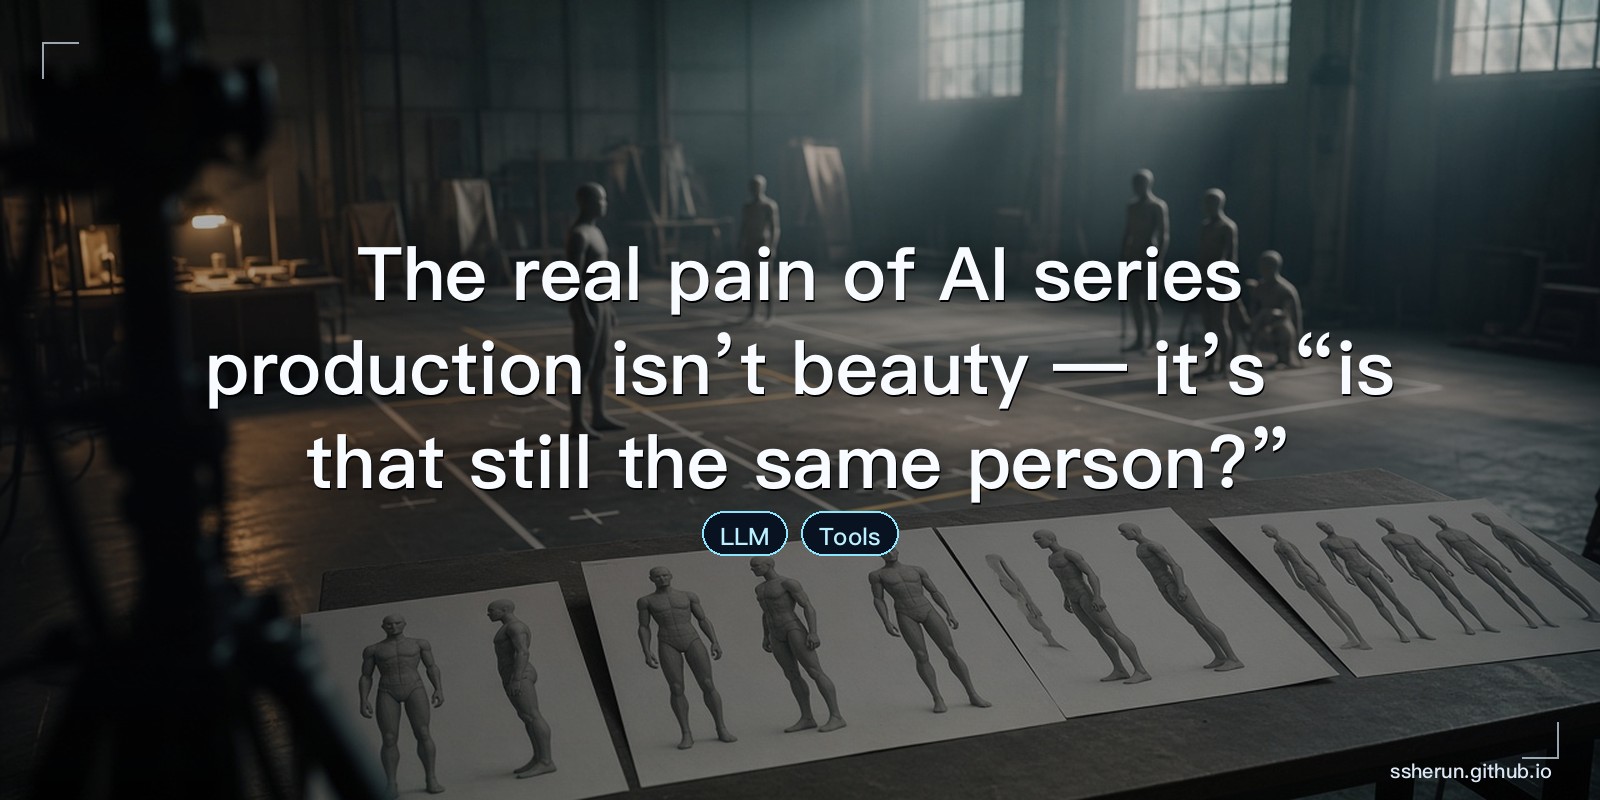 The real pain of AI series
production isn’t beauty — it’s “is
that still the same person?”
LLM
Tools
ssherun.github.io